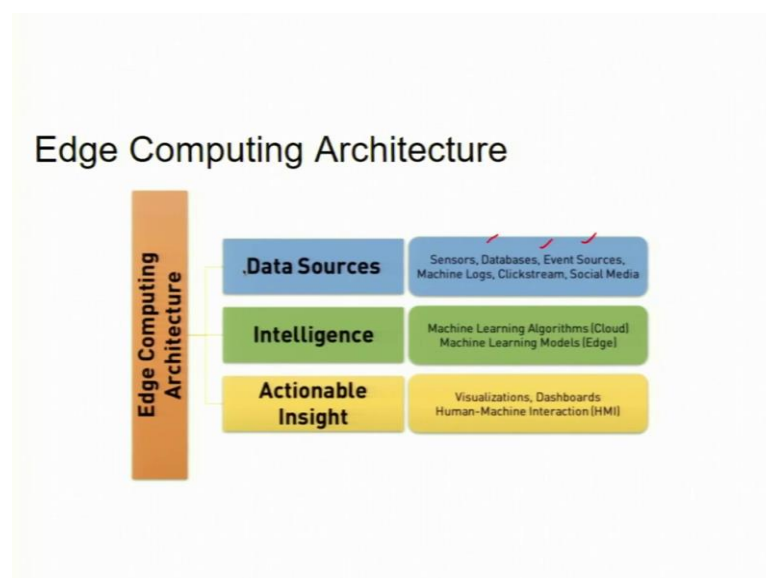 Edge Computing Architecture
Edge Computing
Architecture
Data Sources
Sensors, Databases, Event Sources,
Machine Logs, Clickstream, Social Media
Intelligence
Machine Learning Algorithms (Cloud)
Machine Learning Models (Edge)
Actionable
Insight
Visualizations, Dashboards
Human-Machine Interaction (HMI)